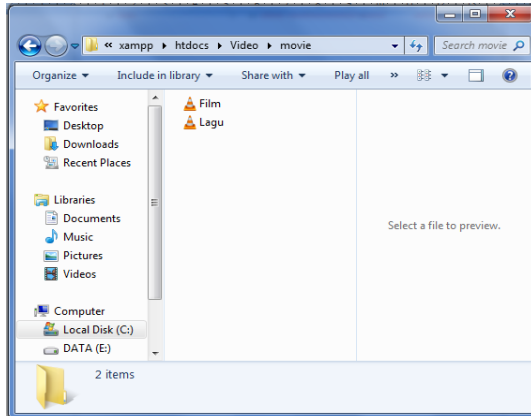 « xampp ▸ htdocs ▸ Video ▸ movie
Search movie
Organize ▾ Include in library ▾ Share with ▾ Play all »
Favorites
Desktop
Downloads
Recent Places
Libraries
Documents
Music
Pictures
Videos
Computer
Local Disk (C:)
DATA (E:)
Film
Lagu
Select a file to preview.
2 items